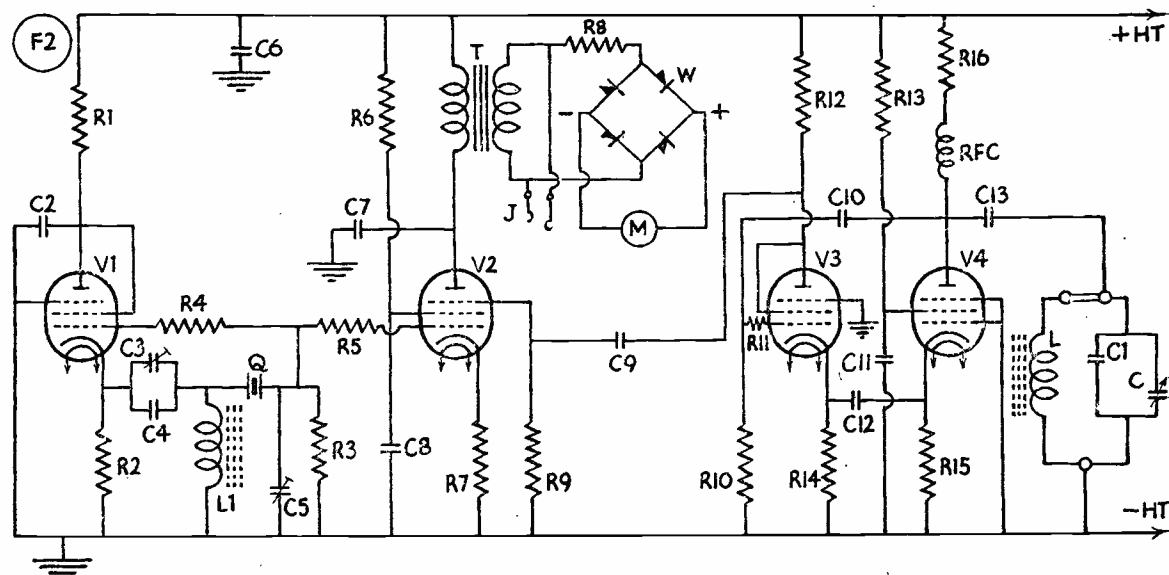 F2
C6
+HT
R1
R6
T
R8
W
-
+
R12
R13
R16
RFC
C2
C7
J
M
C10
C13
V1
V2
V3
V4
R4
R5
R11
C9
C11
L
C1
C
C3
Q
C4
C12
R2
L1
C5
R3
C8
R7
R9
R10
R14
R15
-HT